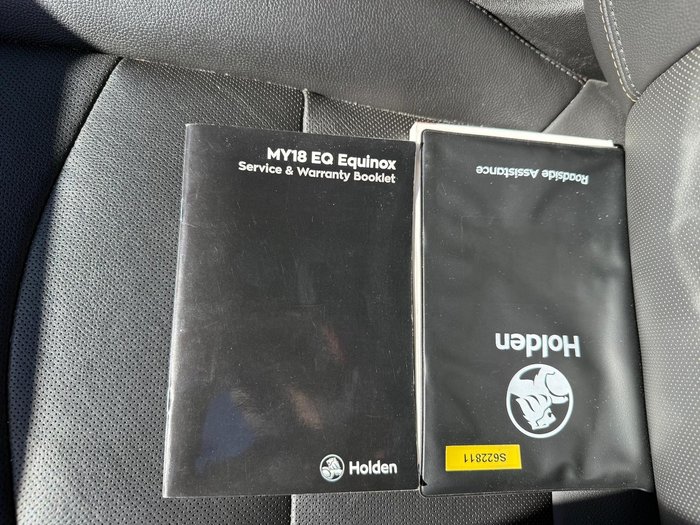 MY18 EQ Equinox
Service & Warranty Booklet
Holden
Roadside Assistance
Holden
S622811